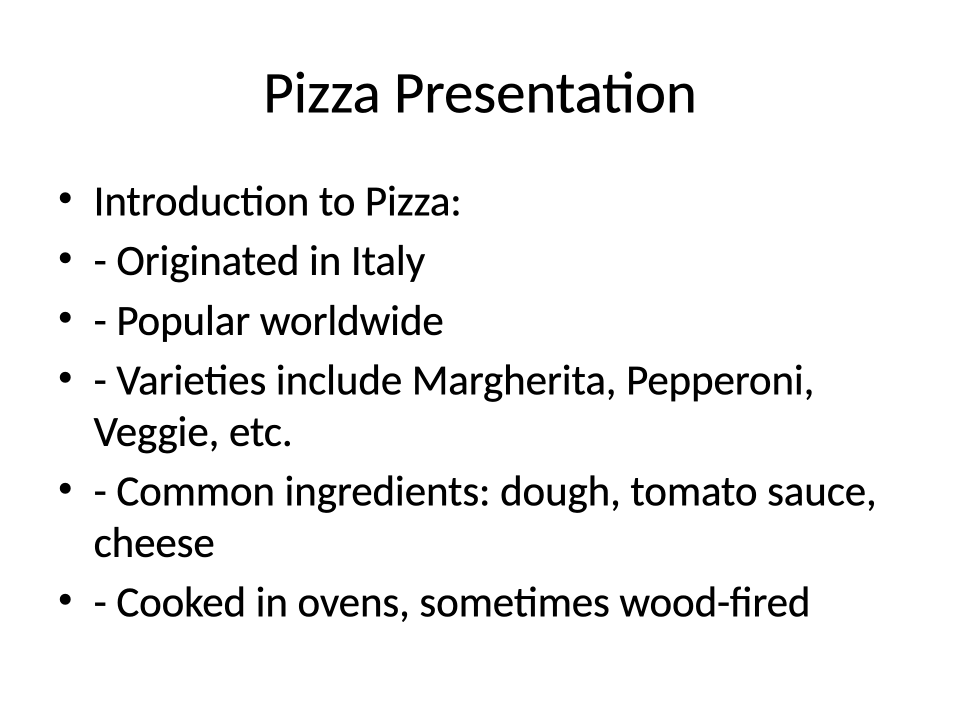 Pizza Presentation
• Introduction to Pizza:
• - Originated in Italy
• - Popular worldwide
• - Varieties include Margherita, Pepperoni,
Veggie, etc.
• - Common ingredients: dough, tomato sauce,
cheese
• - Cooked in ovens, sometimes wood-fired